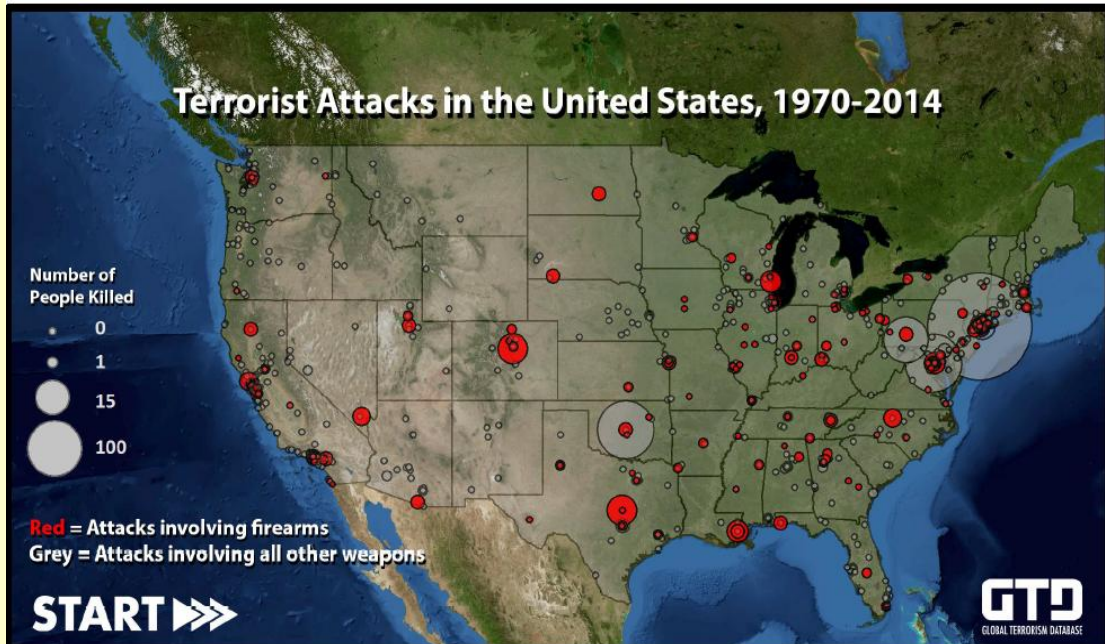 Terrorist Attacks in the United States, 1970-2014
Number of
People Killed
0
1
15
100
Red = Attacks involving firearms
Grey = Attacks involving all other weapons
START
GTD
GLOBAL TERRORISM DATABASE